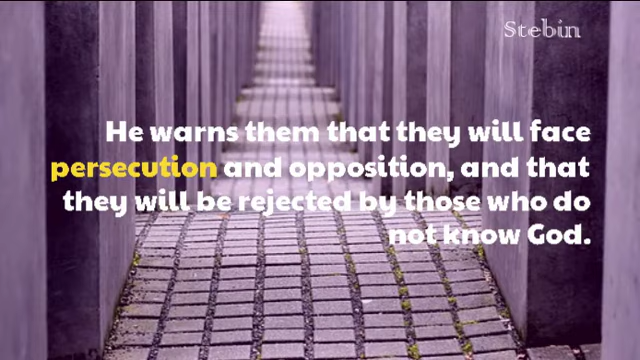 Stebin
He warns them that they will face
persecution and opposition, and that
they will be rejected by those who do
not know God.